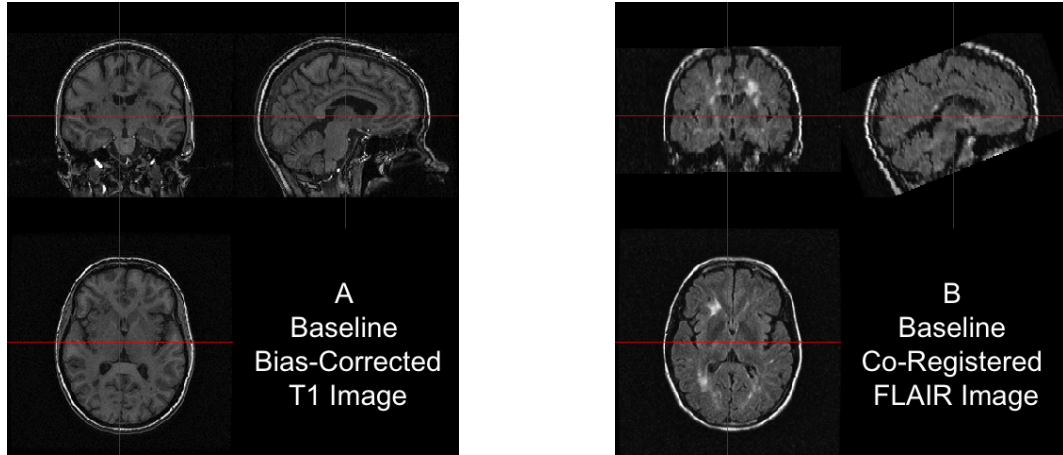 A
Baseline
Bias-Corrected
T1 Image
B
Baseline
Co-Registered
FLAIR Image